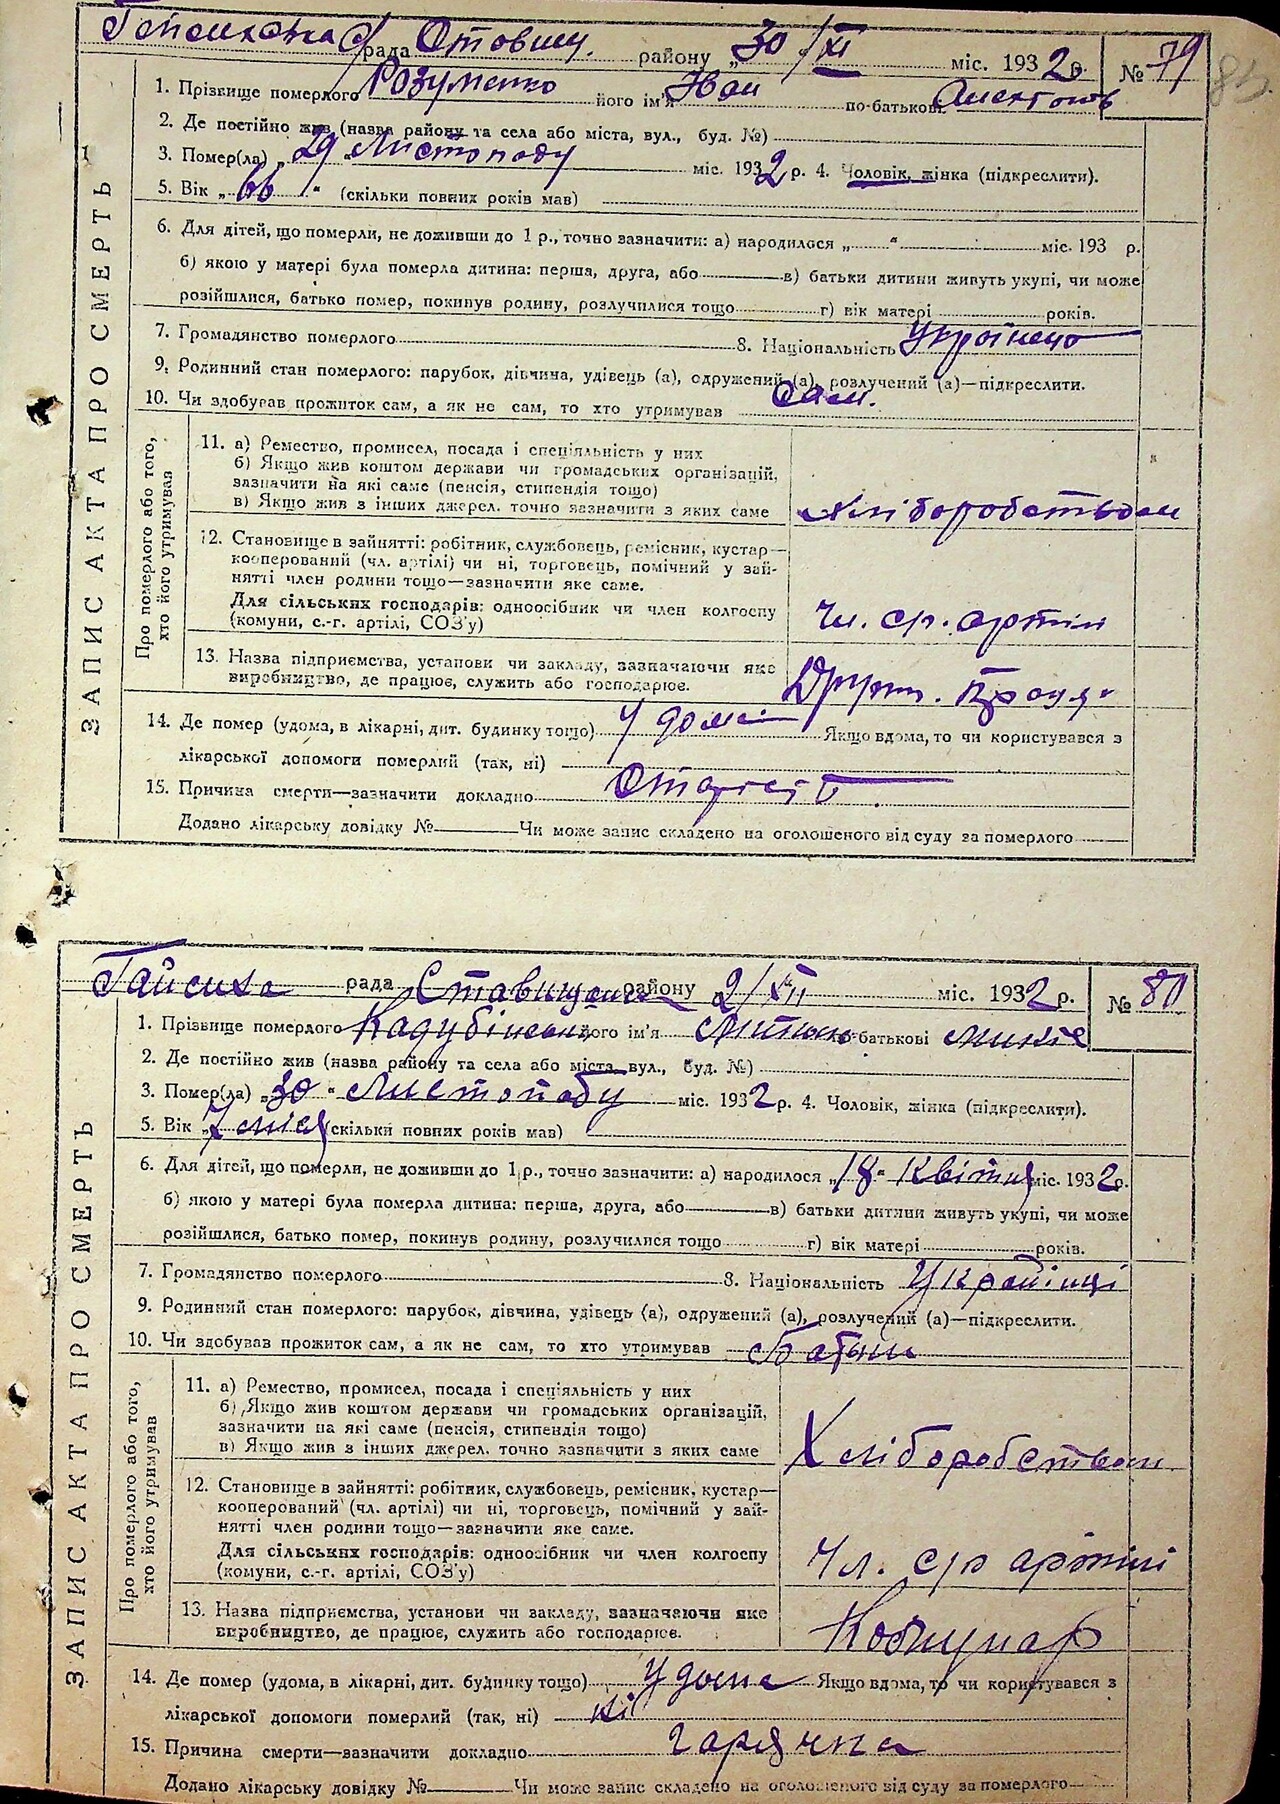 рада Ставищ. району „30 / XI міс. 1932 р. № 79
83.
1. Прізвище померлого Розуменко його ім'я Іван по-батькові
2. Де постійно жив (назва району та села або міста, вул., буд. №)
3. Помер(ла) „29 " Листопаду міс. 1932 р. 4. Чоловік, жінка (підкреслити).
5. Вік „66 " (скільки повних років мав)
6. Для дітей, що померли, не доживши до 1 р., точно зазначити: а) народилося „ " міс. 193 р.
б) якою у матері була померла дитина: перша, друга, або в) батьки дитини живуть укупі, чи може
розійшлися, батько помер, покинув родину, розлучилися тощо г) вік матері років.
7. Громадянство померлого 8. Національність
9. Родинний стан померлого: парубок, дівчина, удівець (а), одружений (а), розлучений (а)—підкреслити.
10. Чи здобував прожиток сам, а як не сам, то хто утримував Сам.
ЗАПИС АКТА ПРО СМЕРТЬ
Про померлого або того,
хто його утримував
11. а) Ремество, промисел, посада і спеціяльність у них
б) Якщо жив коштом держави чи громадських організацій,
зазначити на які саме (пенсія, стипендія тощо)
в) Якщо жив з інших джерел. точно зазначити з яких саме Хліборобством
12. Становище в зайнятті: робітник, службовець, ремісник, кустар—
кооперований (чл. артілі) чи ні, торговець, помічний у зай-
нятті член родини тощо—зазначити яке саме.
Для сільських господарів: одноосібник чи член колгоспу
(комуни, с.-г. артілі, СОЗ'у) Чл. с/г. артіли
13. Назва підприємства, установи чи закладу, зазначаючи яке
виробництво, де працює, служить або господарює.
14. Де помер (удома, в лікарні, дит. будинку тощо) У домі Якщо вдома, то чи користувався з
лікарської допомоги померлий (так, ні)
15. Причина смерти—зазначити докладно Старість
Додано лікарську довідку № Чи може запис складено на оголошеного від суду за померлого
Гайсиха рада Ставищане району 2/XII міс. 1932 р. № 80
1. Прізвище померлого Кадубінський його ім'я по-батькові
2. Де постійно жив (назва району та села або міста, вул., буд. №)
3. Помер(ла) „30 " Листопаду міс. 1932 р. 4. Чоловік, жінка (підкреслити).
5. Вік „7 міся (скільки повних років мав)
6. Для дітей, що померли, не доживши до 1 р., точно зазначити: а) народилося „18 " Квітня міс. 1932 р.
б) якою у матері була померла дитина: перша, друга, або в) батьки дитини живуть укупі, чи може
розійшлися, батько помер, покинув родину, розлучилися тощо г) вік матері років.
7. Громадянство померлого 8. Національність Українці
9. Родинний стан померлого: парубок, дівчина, удівець (а), одружений (а), розлучений (а)—підкреслити.
10. Чи здобував прожиток сам, а як не сам, то хто утримував Батьки
ЗАПИС АКТА ПРО СМЕРТЬ
Про померлого або того,
хто його утримував
11. а) Ремество, промисел, посада і спеціяльність у них
б) Якщо жив коштом держави чи громадських організацій,
зазначити на які саме (пенсія, стипендія тощо)
в) Якщо жив з інших джерел. точно зазначити з яких саме Хліборобством
12. Становище в зайнятті: робітник, службовець, ремісник, кустар—
кооперований (чл. артілі) чи ні, торговець, помічний у зай-
нятті член родини тощо—зазначити яке саме.
Для сільських господарів: одноосібник чи член колгоспу
(комуни, с.-г. артілі, СОЗ'у) Чл. с/г артілі
13. Назва підприємства, установи чи закладу, зазначаючи яке
виробництво, де працює, служить або господарює. Комунар
14. Де помер (удома, в лікарні, дит. будинку тощо) У дома Якщо вдома, то чи користувався з
лікарської допомоги померлий (так, ні) ні
15. Причина смерти—зазначити докладно гарячка
Додано лікарську довідку № Чи може запис складено на оголошеного від суду за померлого